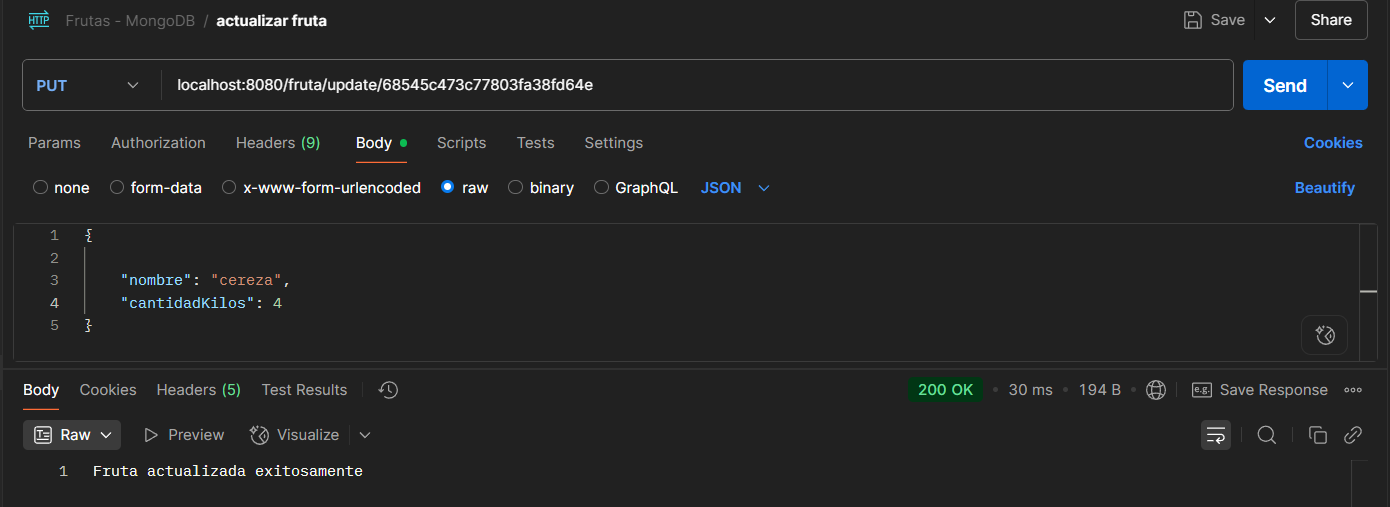 HTTP Frutas - MongoDB / actualizar fruta Save Share
PUT localhost:8080/fruta/update/68545c473c77803fa38fd64e Send
Params Authorization Headers (9) Body Scripts Tests Settings Cookies
none form-data x-www-form-urlencoded raw binary GraphQL JSON Beautify
1 {
2
3 "nombre": "cereza",
4 "cantidadKilos": 4
5 }
Body Cookies Headers (5) Test Results 200 OK • 30 ms • 194 B • e.g. Save Response
Raw Preview Visualize
1 Fruta actualizada exitosamente